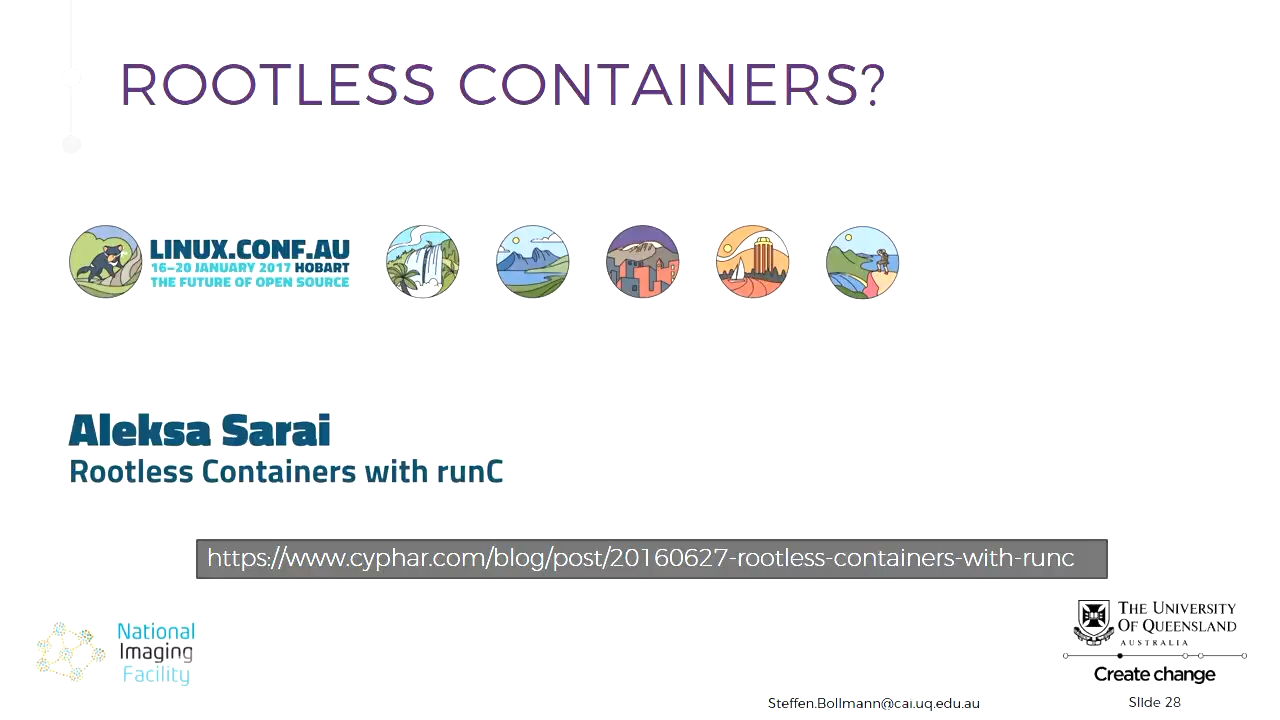 ROOTLESS CONTAINERS?
LINUX.CONF.AU
16–20 JANUARY 2017 HOBART
THE FUTURE OF OPEN SOURCE
Aleksa Sarai
Rootless Containers with runC
https://www.cyphar.com/blog/post/20160627-rootless-containers-with-runc
National
Imaging
Facility
THE UNIVERSITY
OF QUEENSLAND
AUSTRALIA
Create change
Steffen.Bollmann@cai.uq.edu.au
Slide 28